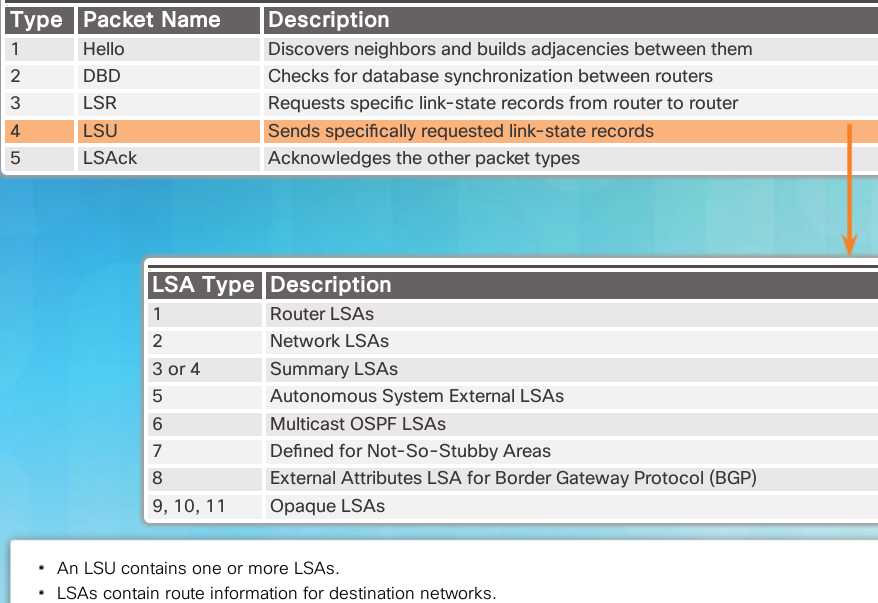 Type Packet Name Description
1 Hello Discovers neighbors and builds adjacencies between them
2 DBD Checks for database synchronization between routers
3 LSR Requests specific link-state records from router to router
4 LSU Sends specifically requested link-state records
5 LSAck Acknowledges the other packet types
LSA Type Description
1 Router LSAs
2 Network LSAs
3 or 4 Summary LSAs
5 Autonomous System External LSAs
6 Multicast OSPF LSAs
7 Defined for Not-So-Stubby Areas
8 External Attributes LSA for Border Gateway Protocol (BGP)
9, 10, 11 Opaque LSAs
• An LSU contains one or more LSAs.
• LSAs contain route information for destination networks.